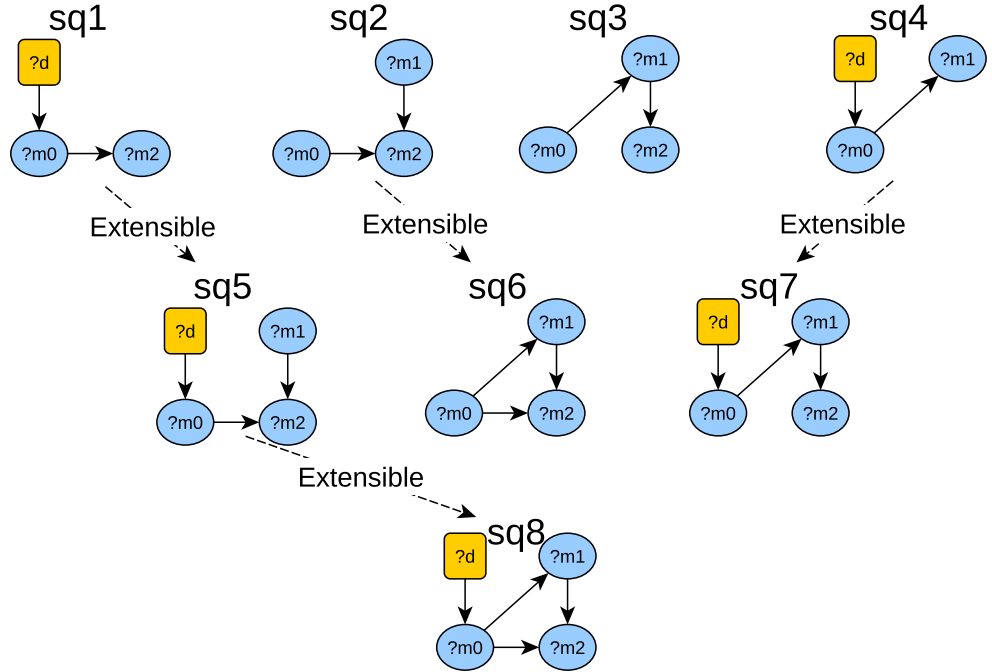 sq1
sq2
sq3
sq4
?d
?m1
?m1
?d
?m1
?m0
?m2
?m0
?m2
?m0
?m2
?m0
Extensible
Extensible
Extensible
sq5
sq6
sq7
?d
?m1
?m1
?d
?m1
?m0
?m2
?m0
?m2
?m0
?m2
Extensible
sq8
?d
?m1
?m0
?m2